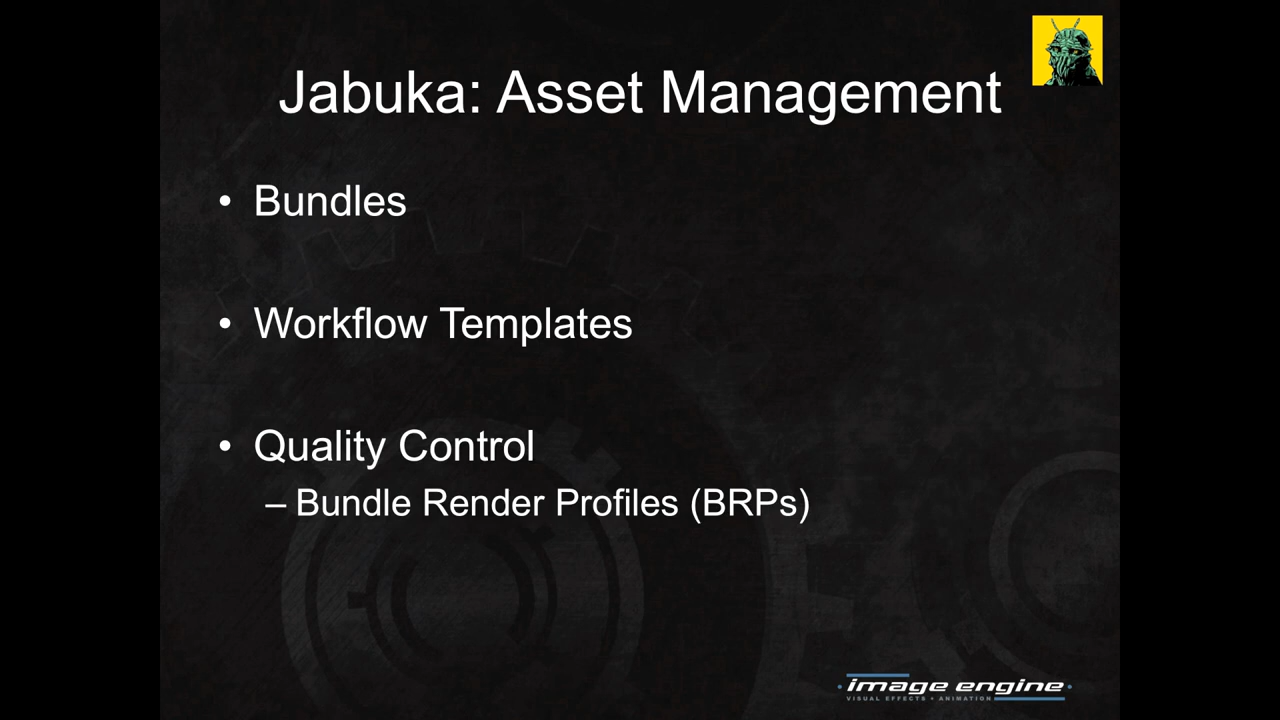 Jabuka: Asset Management
• Bundles
• Workflow Templates
• Quality Control
– Bundle Render Profiles (BRPs)
image engine
VISUAL EFFECTS • ANIMATION